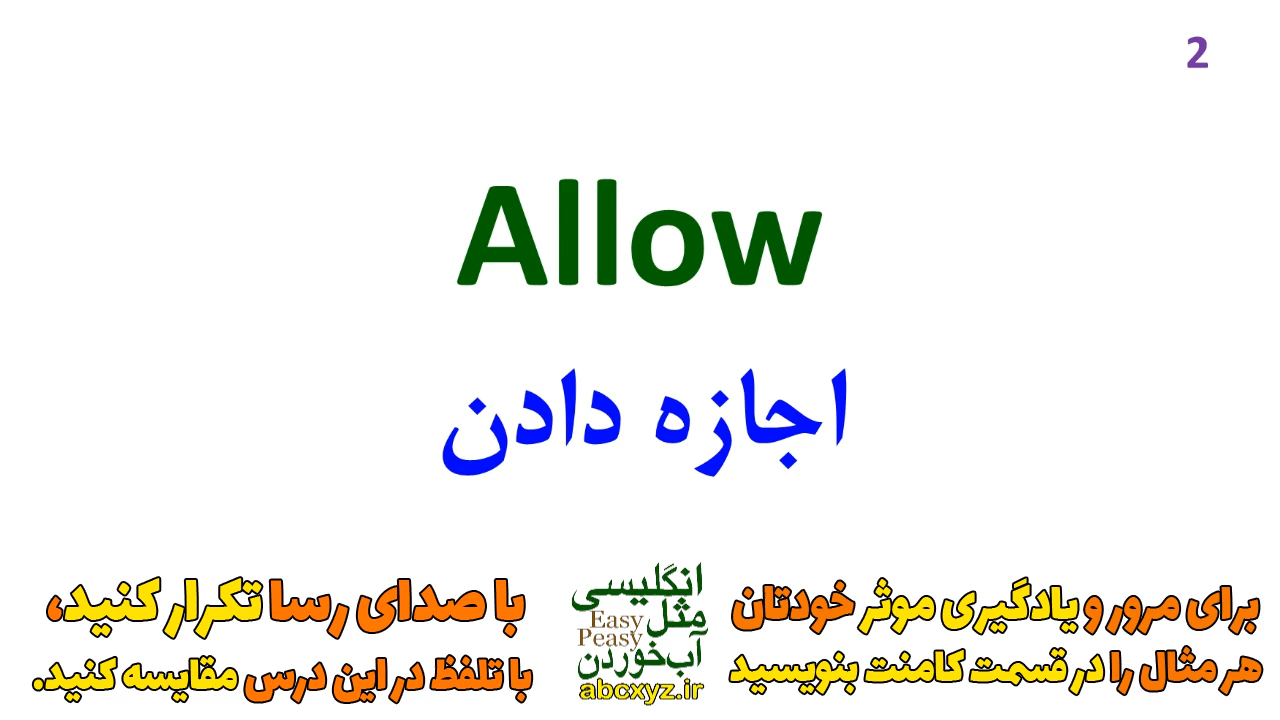 2
Allow
اجازه دادن
برای مرور و یادگیری موثر خودتان
هر مثال را در قسمت کامنت بنویسید
انگلیسی
مثل
Easy
Peasy
آب خوردن
abcxyz.ir
با صدای رسا تکرار کنید،
با تلفظ در این درس مقایسه کنید.